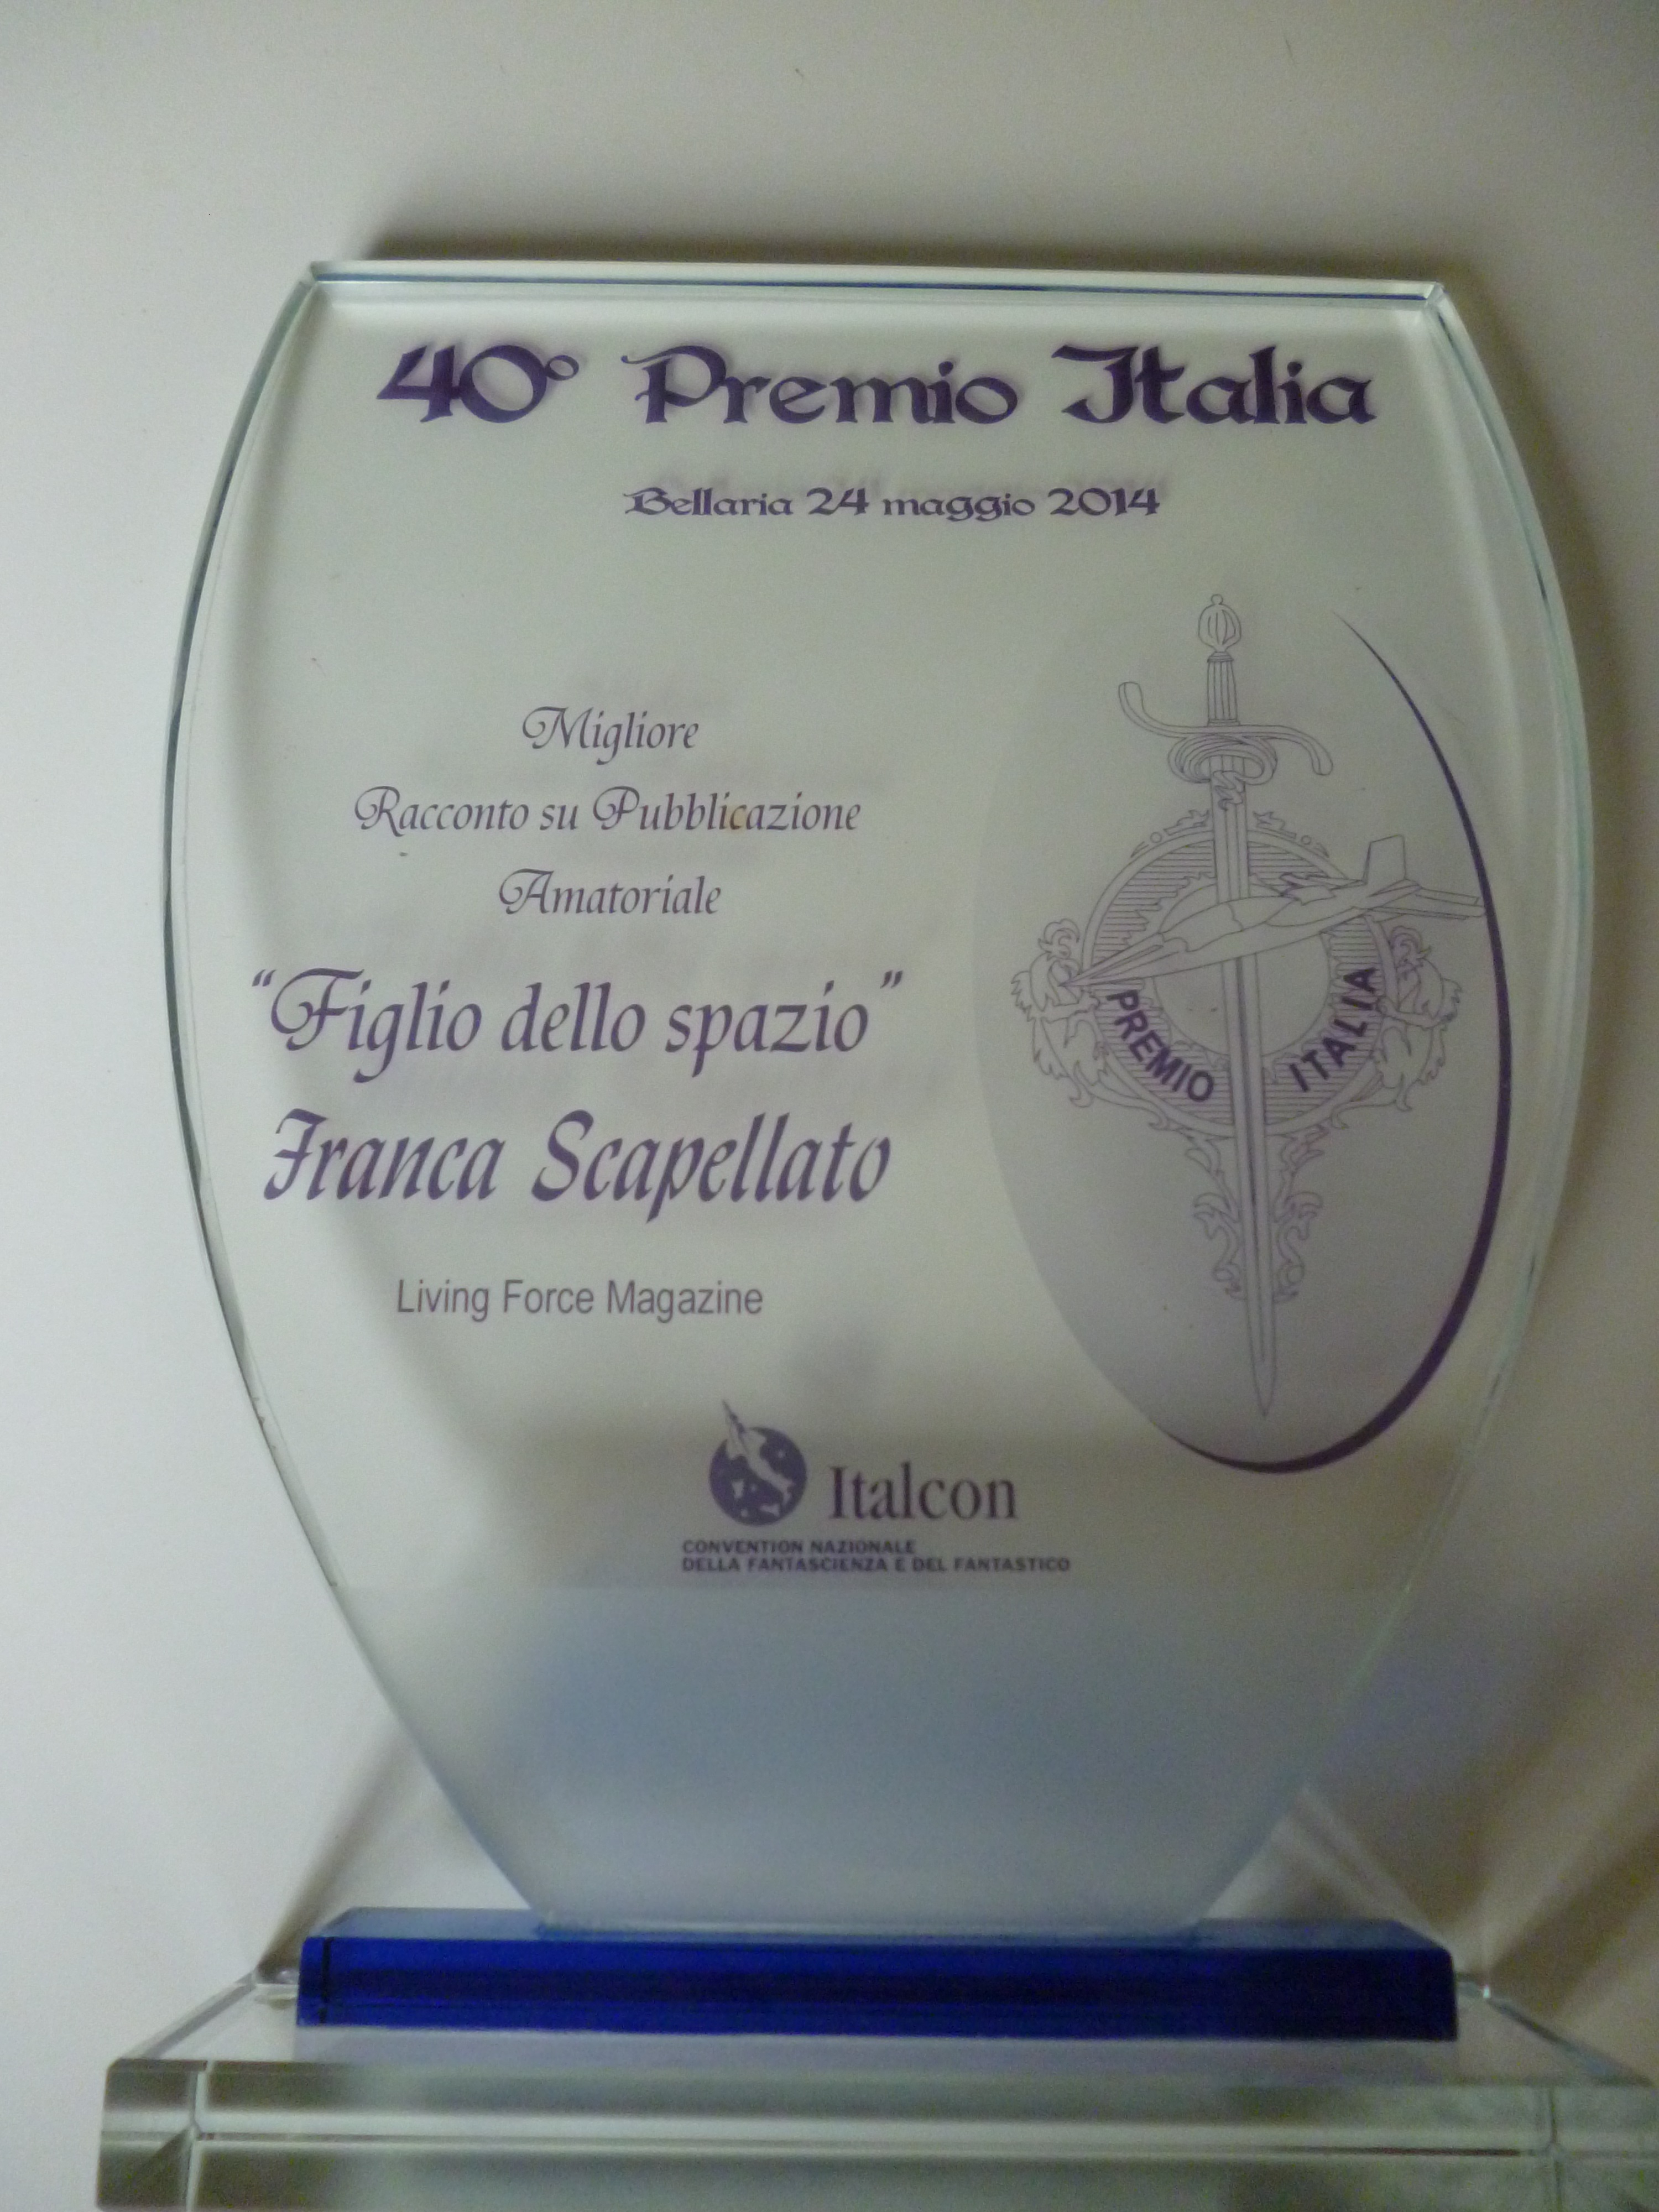 40° Premio Italia
Bellaria 24 maggio 2014
Migliore
Racconto su Pubblicazione
Amatoriale
"Figlio dello spazio"
Franca Scapellato
Living Force Magazine
PREMIO ITALIA
Italcon
CONVENTION NAZIONALE
DELLA FANTASCIENZA E DEL FANTASTICO